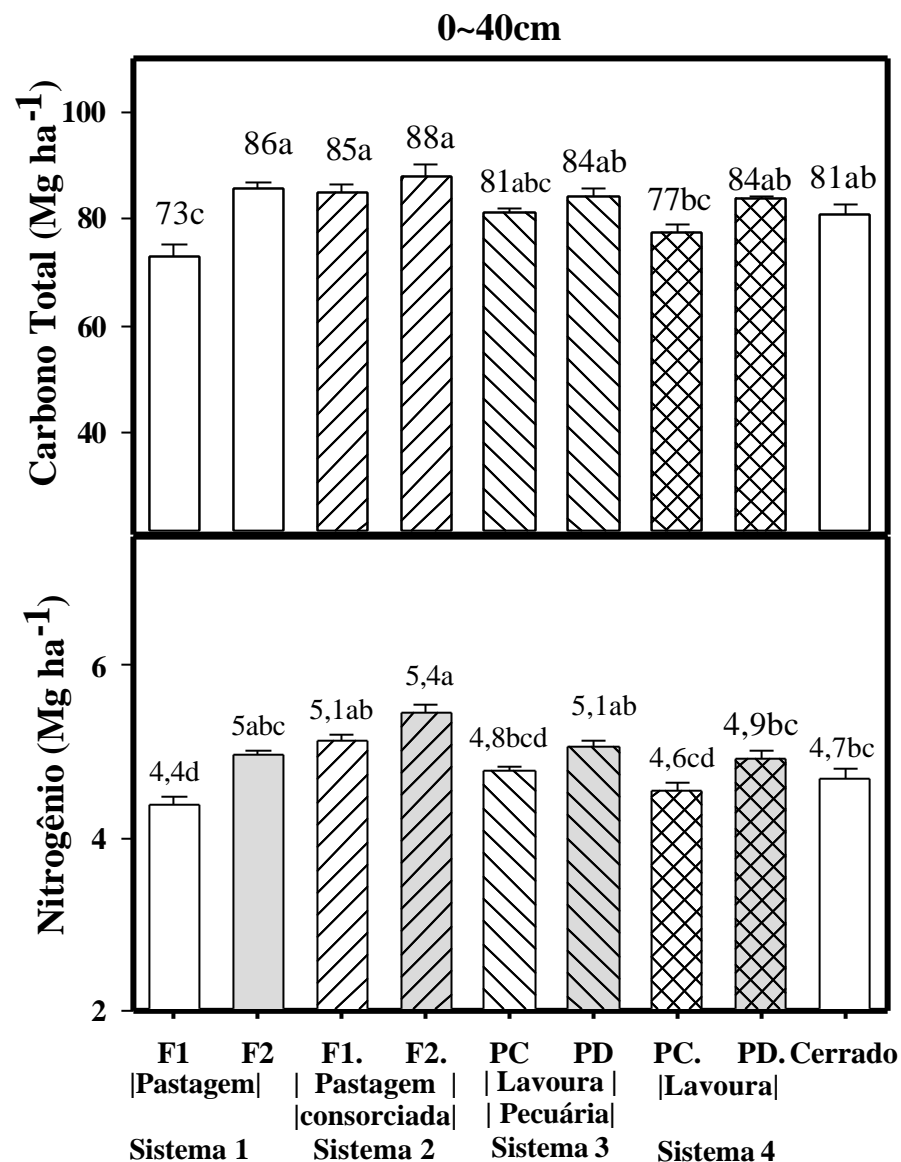 0~40cm
Carbono Total (Mg ha-1)
100
80
60
40
73c
86a
85a
88a
81abc
84ab
77bc
84ab
81ab
Nitrogênio (Mg ha-1)
6
4
2
4,4d
5abc
5,1ab
5,4a
4,8bcd
5,1ab
4,6cd
4,9bc
4,7bc
F1 F2 F1. F2. PC PD PC. PD. Cerrado
|Pastagem| | Pastagem | | Lavoura | |Lavoura|
|consorciada| | Pecuária|
Sistema 1 Sistema 2 Sistema 3 Sistema 4